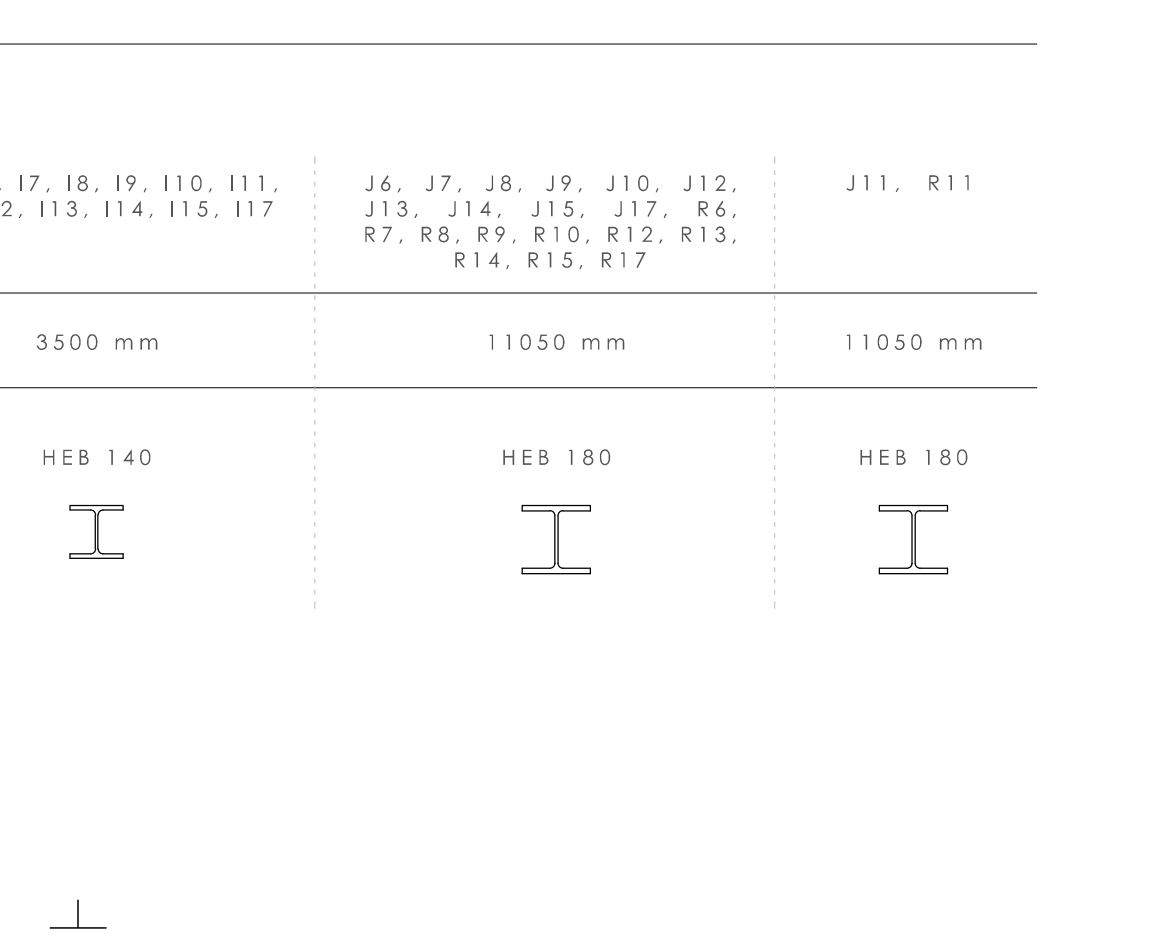 , I7, I8, I9, I10, I11,
2, I13, I14, I15, I17
J6, J7, J8, J9, J10, J12,
J13, J14, J15, J17, R6,
R7, R8, R9, R10, R12, R13,
R14, R15, R17
J11, R11
3500 mm
11050 mm
11050 mm
HEB 140
HEB 180
HEB 180